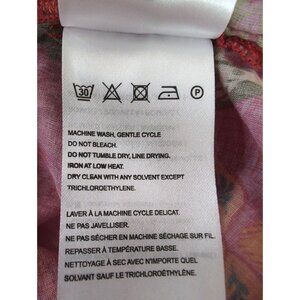 30 P
MACHINE WASH, GENTLE CYCLE
DO NOT BLEACH.
DO NOT TUMBLE DRY, LINE DRYING.
IRON AT LOW HEAT.
DRY CLEAN WITH ANY SOLVENT EXCEPT
TRICHLOROETHYLENE.
LAVER À LA MACHINE CYCLE DELICAT.
NE PAS JAVELLISER.
NE PAS SÉCHER EN MACHINE SÉCHAGE SUR FIL.
REPASSER À TEMPÉRATURE BASSE.
NETTOYAGE À SEC AVEC N'IMPORTE QUEL
SOLVANT SAUF LE TRICHLOROÉTHYLÈNE.